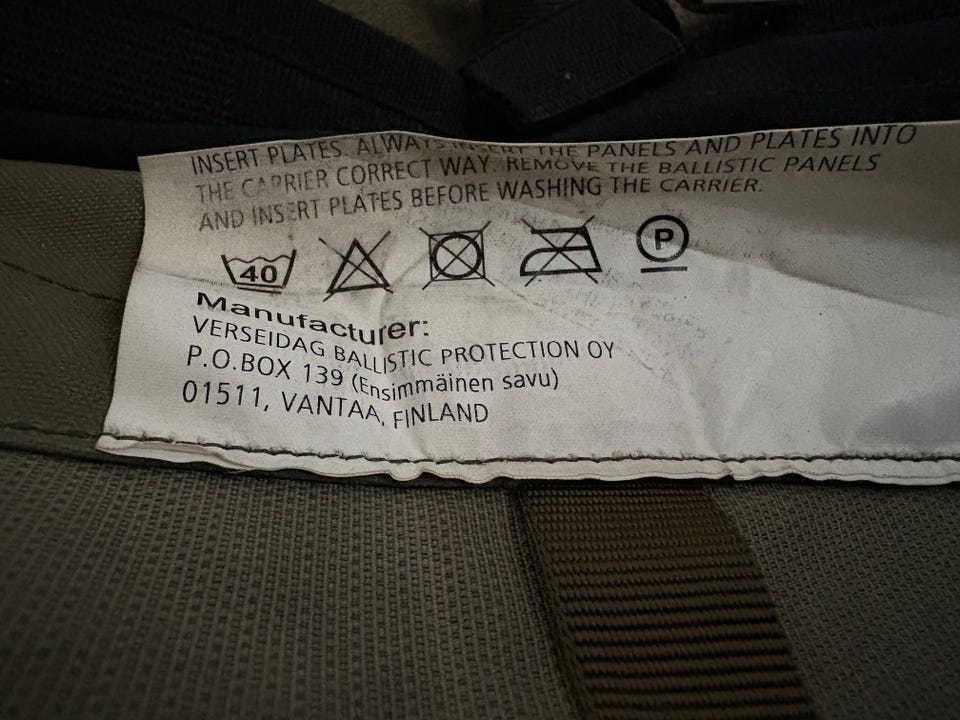 INSERT PLATES. ALWAYS INSERT THE PANELS AND PLATES INTO
THE CARRIER CORRECT WAY. REMOVE THE BALLISTIC PANELS
AND INSERT PLATES BEFORE WASHING THE CARRIER.
40
P
Manufacturer:
VERSEIDAG BALLISTIC PROTECTION OY
P.O.BOX 139 (Ensimmäinen savu)
01511, VANTAA, FINLAND